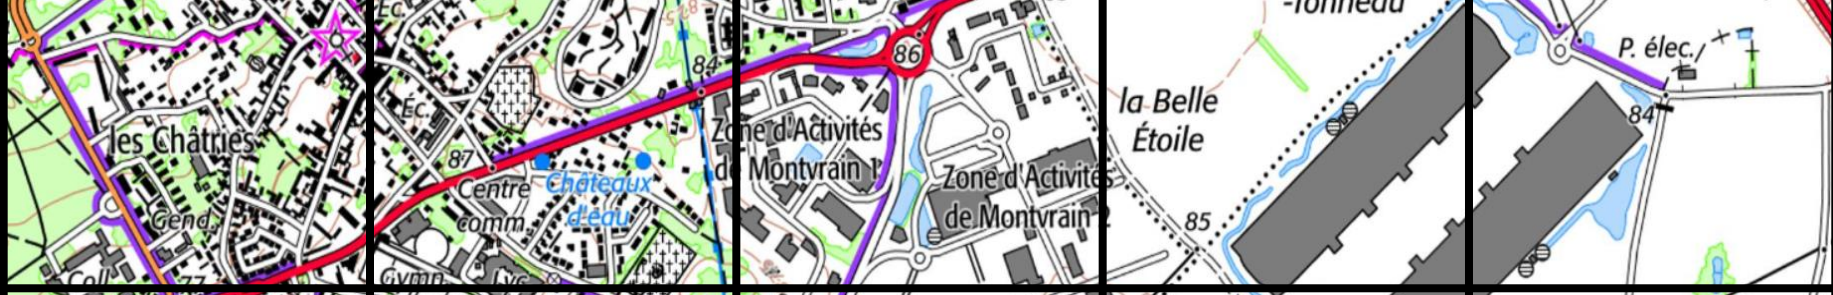 Éc.
-Tonneau
86
84
P. élec.
Éc.
la Belle
Étoile
84
les Châtries
87
Zone d'Activités
de Montvrain 1
Centre
comm.
Châteaux
d'eau
Zone d'Activités
de Montvrain 2
Gend.
85
Coll.
77
Gymn.
Lyc.